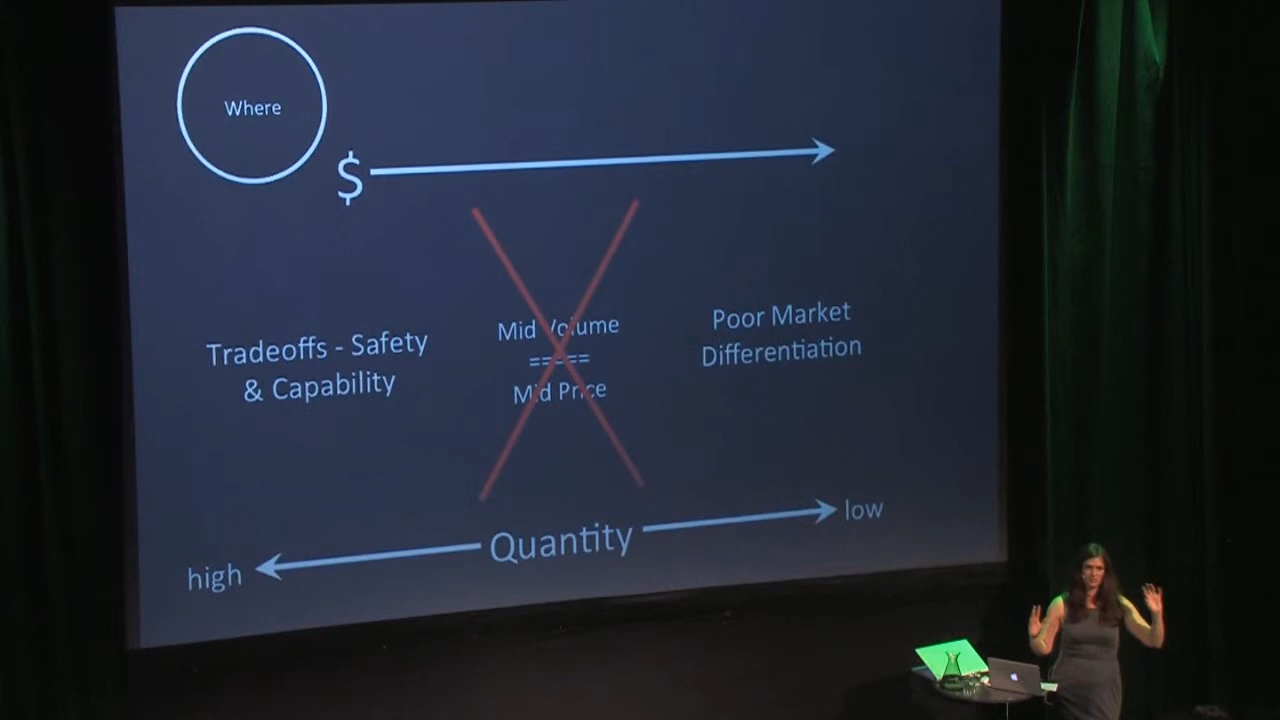 Where
$
Tradeoffs - Safety
& Capability
Mid Volume
=====
Mid Price
Poor Market
Differentiation
high
Quantity
low